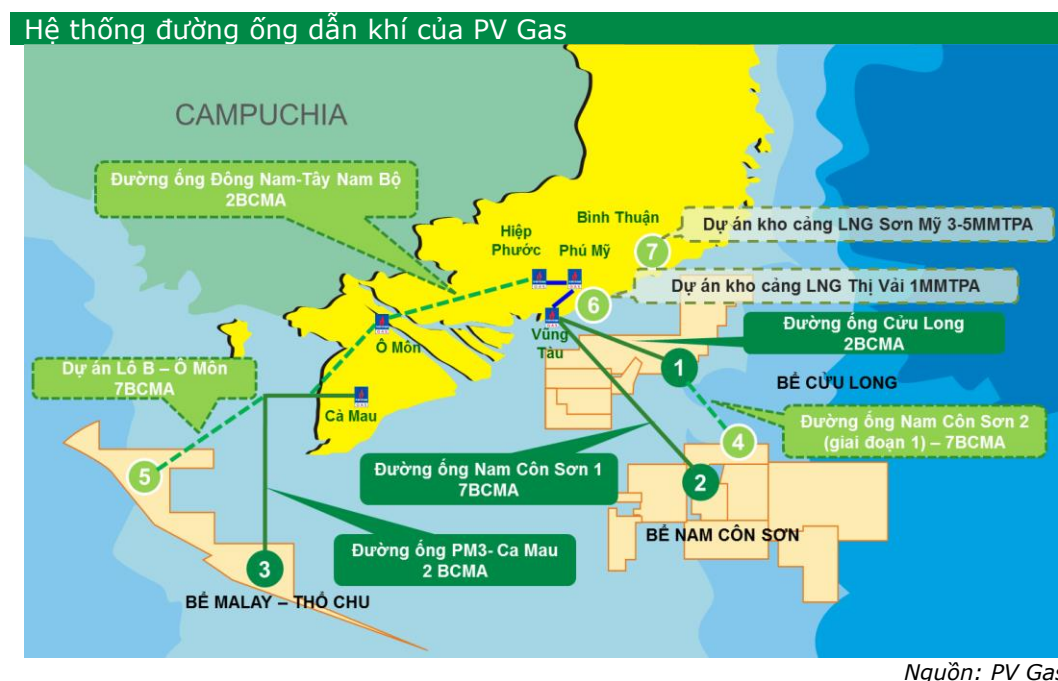 Hệ thống đường ống dẫn khí của PV Gas
CAMPUCHIA
Đường ống Đông Nam-Tây Nam Bộ
2BCMA
Bình Thuận
Hiệp
Phước
Phú Mỹ
7
Dự án kho cảng LNG Sơn Mỹ 3-5MMTPA
6
Dự án kho cảng LNG Thị Vải 1MMTPA
Vũng
Tàu
Ô Môn
Đường ống Cửu Long
2BCMA
1
BỂ CỬU LONG
Dự án Lô B – Ô Môn
7BCMA
Cà Mau
Đường ống Nam Côn Sơn 2
(giai đoạn 1) – 7BCMA
4
5
Đường ống Nam Côn Sơn 1
7BCMA
2
BỂ NAM CÔN SƠN
Đường ống PM3- Ca Mau
2 BCMA
3
BỂ MALAY – THỔ CHU
Nguồn: PV Gas